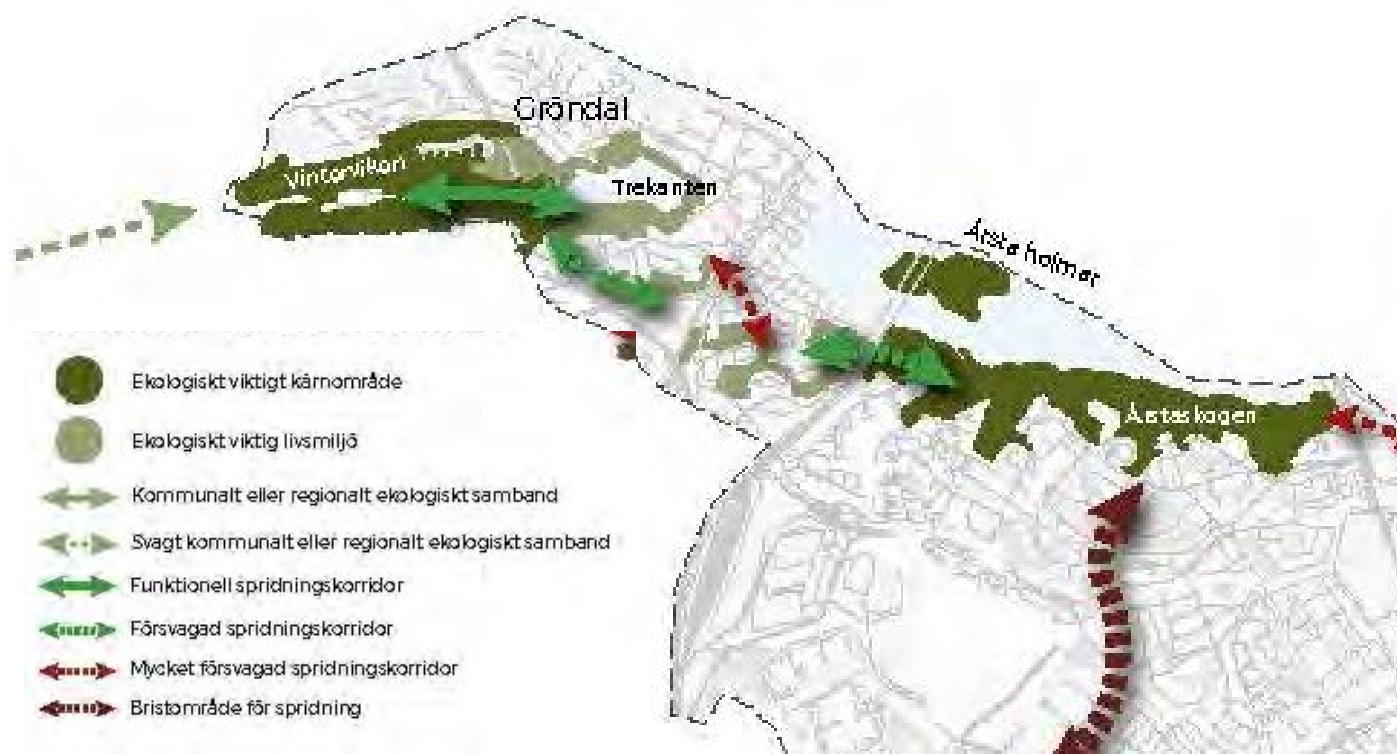 Gröndal
Vinterviken
Trekanten
Årsta holmar
Årstaskogen
Ekologiskt viktigt kärnområde
Ekologiskt viktig livsmiljö
Kommunalt eller regionalt ekologiskt samband
Svagt kommunalt eller regionalt ekologiskt samband
Funktionell spridningskorridor
Försvagad spridningskorridor
Mycket försvagad spridningskorridor
Bristområde för spridning